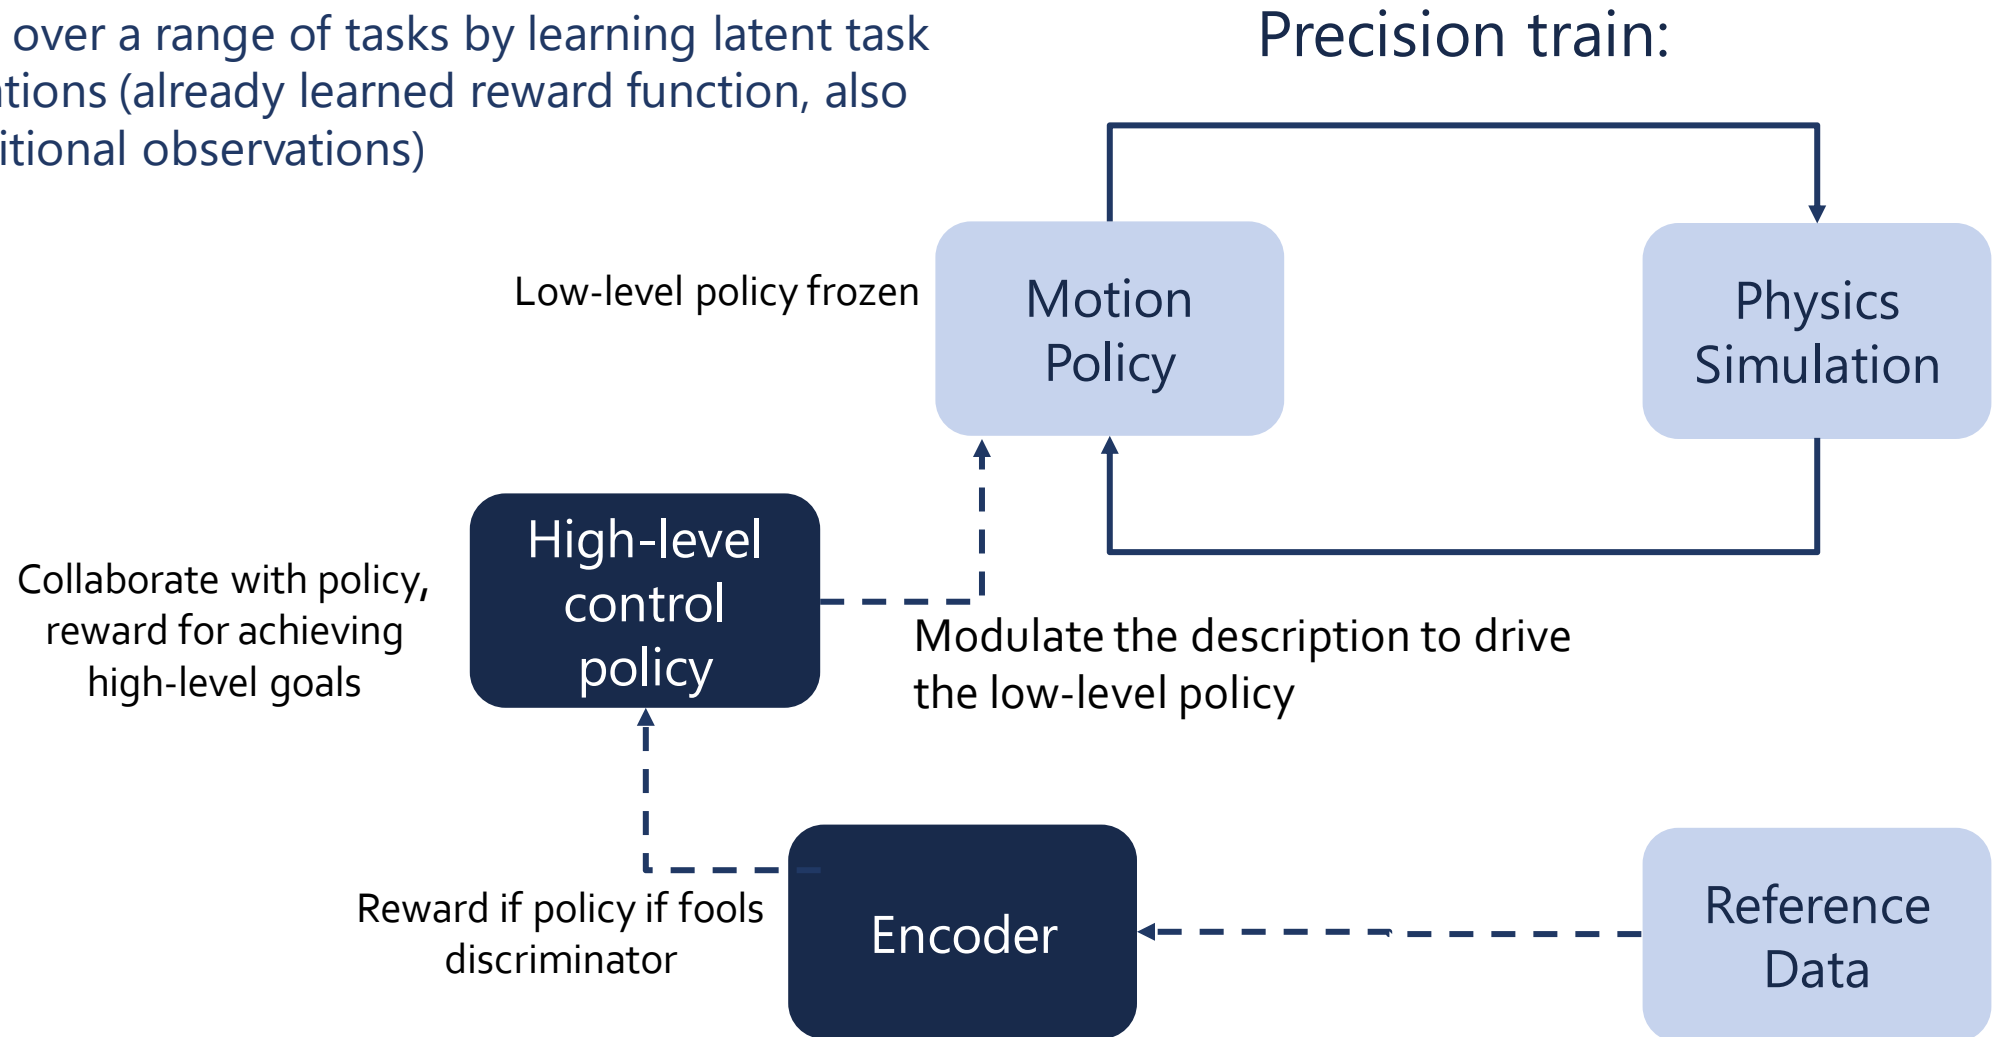 over a range of tasks by learning latent task
ations (already learned reward function, also
itional observations)
Precision train:
Low-level policy frozen
Motion
Policy
Physics
Simulation
High-level
control
policy
Collaborate with policy,
reward for achieving
high-level goals
Modulate the description to drive
the low-level policy
Encoder
Reward if policy if fools
discriminator
Reference
Data